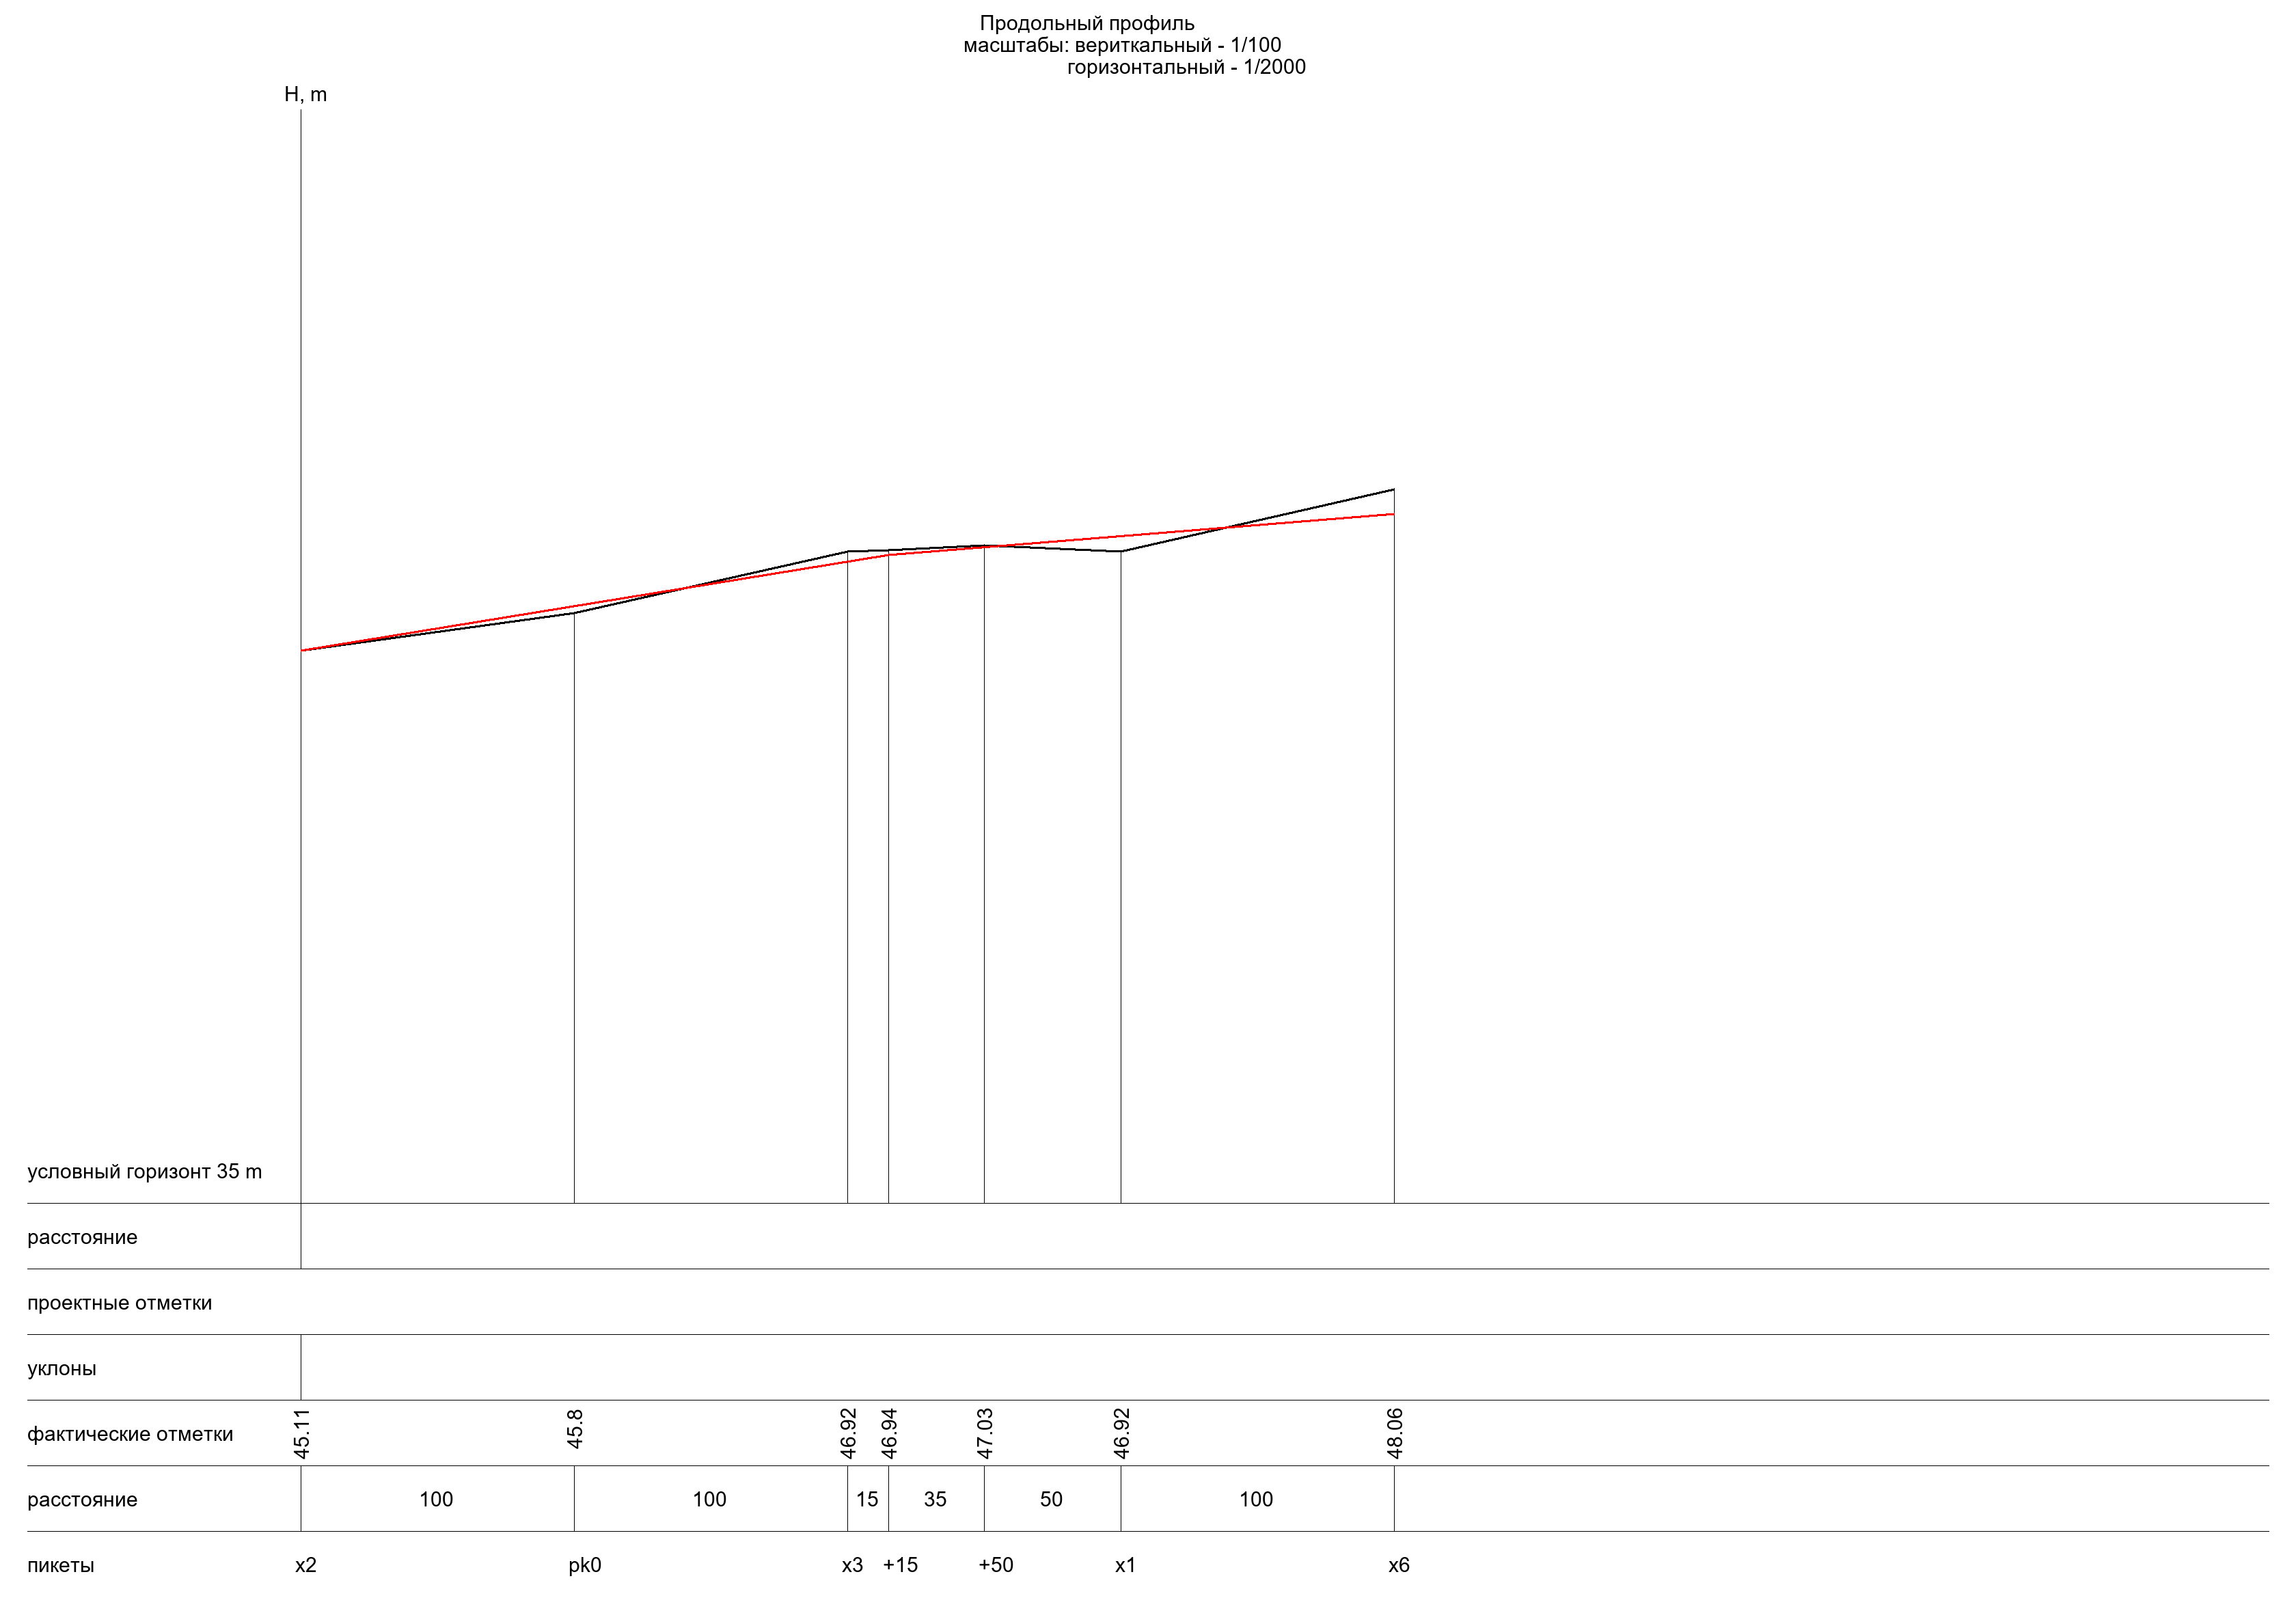 Продольный профиль
масштабы: вериткальный - 1/100
горизонтальный - 1/2000
H, m
условный горизонт 35 m
расстояние
проектные отметки
уклоны
фактические отметки 45.11 45.8 46.92 46.94 47.03 46.92 48.06
расстояние 100 100 15 35 50 100
пикеты x2 pk0 x3 +15 +50 x1 x6